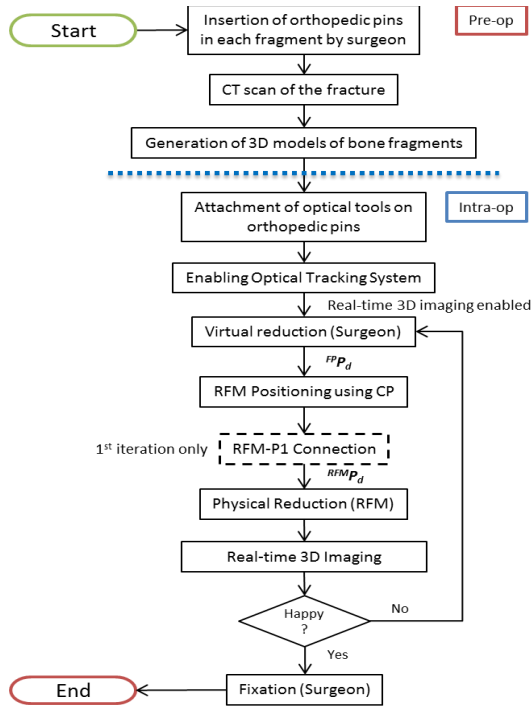 Start
Insertion of orthopedic pins
in each fragment by surgeon
Pre-op
CT scan of the fracture
Generation of 3D models of bone fragments
Attachment of optical tools on
orthopedic pins
Intra-op
Enabling Optical Tracking System
Real-time 3D imaging enabled
Virtual reduction (Surgeon)
FPPd
RFM Positioning using CP
1st iteration only
RFM-P1 Connection
RFMPd
Physical Reduction (RFM)
Real-time 3D Imaging
Happy
?
No
Yes
End
Fixation (Surgeon)